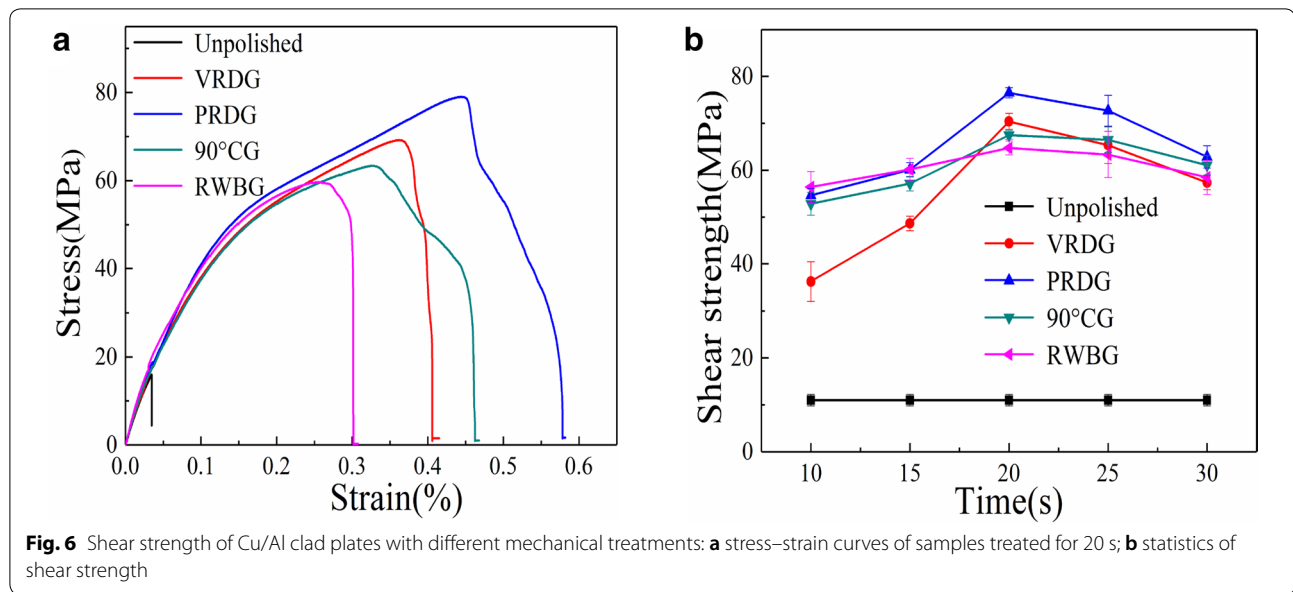 a
Unpolished
VRDG
PRDG
90°CG
RWBG
80
60
40
20
0
0.0 0.1 0.2 0.3 0.4 0.5 0.6
Stress(MPa)
Strain(%)
b
80
60
40
20
0
Unpolished
VRDG
PRDG
90°CG
RWBG
10 15 20 25 30
Shear strength(MPa)
Time(s)
Fig. 6 Shear strength of Cu/Al clad plates with different mechanical treatments: a stress–strain curves of samples treated for 20 s; b statistics of
shear strength